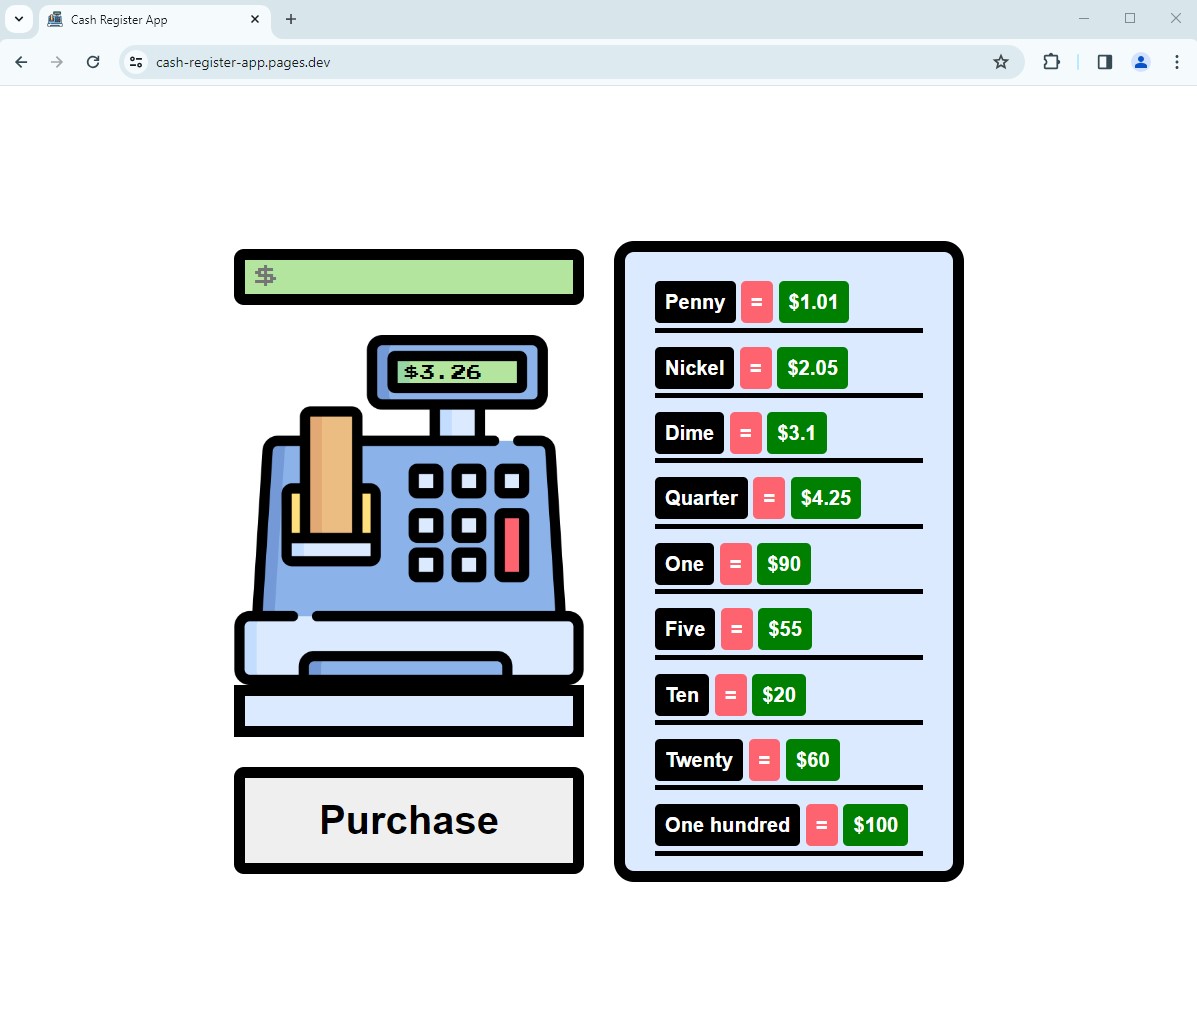 Cash Register App
cash-register-app.pages.dev
$
$3.26
Purchase
Penny = $1.01
Nickel = $2.05
Dime = $3.1
Quarter = $4.25
One = $90
Five = $55
Ten = $20
Twenty = $60
One hundred = $100